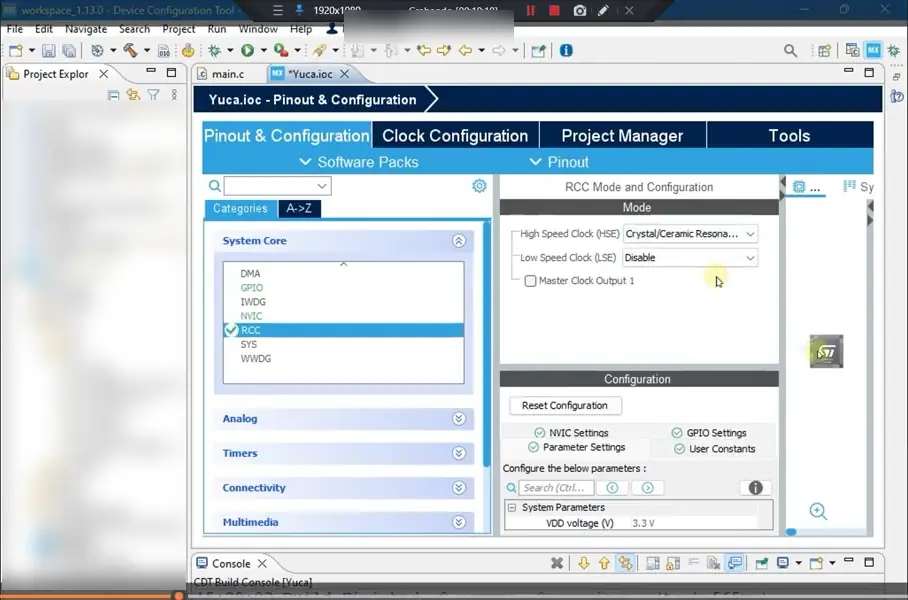 workspace_1.13.0 - Device Configuration Tool -
1920x1080
File Edit Navigate Search Project Run Window Help
Project Explor
main.c
MX *Yuca.ioc
MX
Yuca.ioc - Pinout & Configuration
Pinout & Configuration
Clock Configuration
Project Manager
Tools
Software Packs
Pinout
Categories
A->Z
System Core
DMA
GPIO
IWDG
NVIC
RCC
SYS
WWDG
Analog
Timers
Connectivity
Multimedia
RCC Mode and Configuration
Mode
High Speed Clock (HSE) Crystal/Ceramic Resona...
Low Speed Clock (LSE) Disable
Master Clock Output 1
Configuration
Reset Configuration
NVIC Settings
GPIO Settings
Parameter Settings
User Constants
Configure the below parameters :
Search (Ctrl...
System Parameters
VDD voltage (V) 3.3 V
...
Sy
Console
CDT Build Console [Yuca]